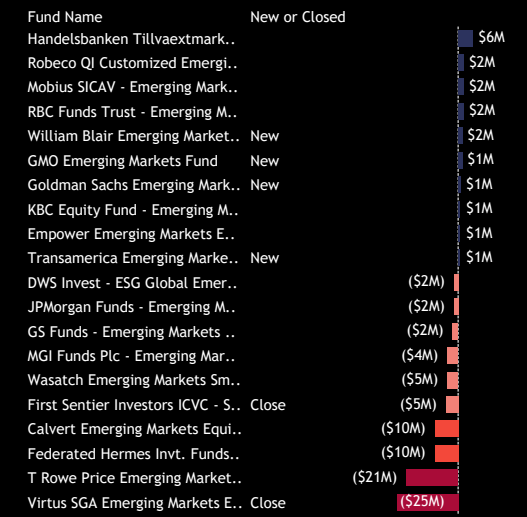 Fund Name New or Closed
Handelsbanken Tillvaextmark.. $6M
Robeco QI Customized Emergi.. $2M
Mobius SICAV - Emerging Mark.. $2M
RBC Funds Trust - Emerging M.. $2M
William Blair Emerging Market.. New $2M
GMO Emerging Markets Fund New $1M
Goldman Sachs Emerging Mark.. New $1M
KBC Equity Fund - Emerging M.. $1M
Empower Emerging Markets E.. $1M
Transamerica Emerging Marke.. New $1M
DWS Invest - ESG Global Emer.. ($2M)
JPMorgan Funds - Emerging M.. ($2M)
GS Funds - Emerging Markets .. ($2M)
MGI Funds Plc - Emerging Mar.. ($4M)
Wasatch Emerging Markets Sm.. ($5M)
First Sentier Investors ICVC - S.. Close ($5M)
Calvert Emerging Markets Equi.. ($10M)
Federated Hermes Invt. Funds.. ($10M)
T Rowe Price Emerging Market.. ($21M)
Virtus SGA Emerging Markets E.. Close ($25M)